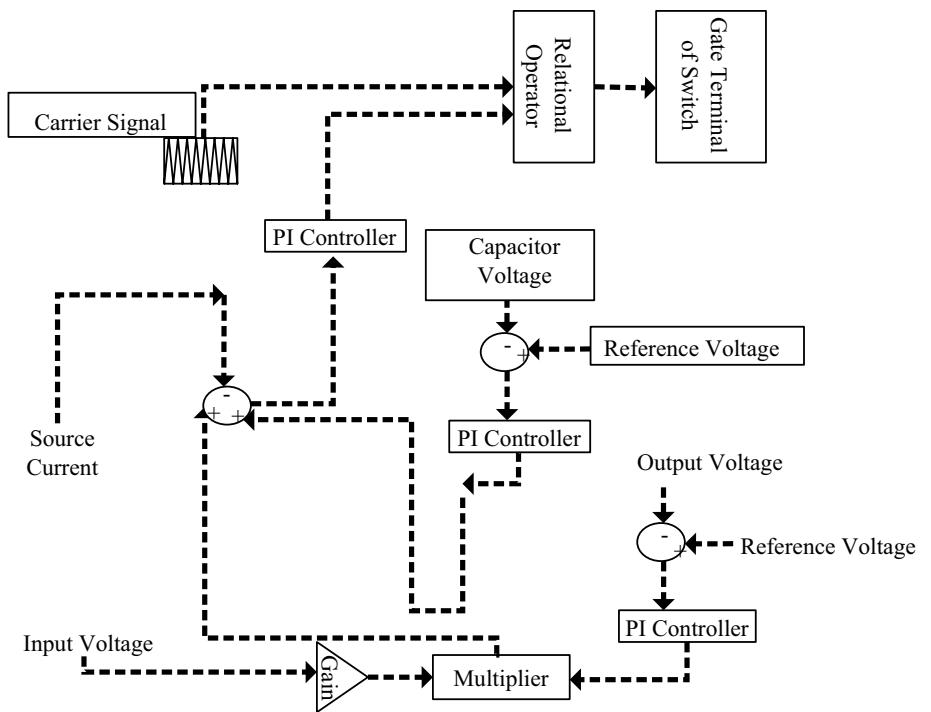 Relational
Operator
Gate Terminal
of Switch
Carrier Signal
PI Controller
Capacitor
Voltage
-
+
Reference Voltage
-
+
+
Source
Current
PI Controller
Output Voltage
-
+
Reference Voltage
PI Controller
Input Voltage
Gain
Multiplier